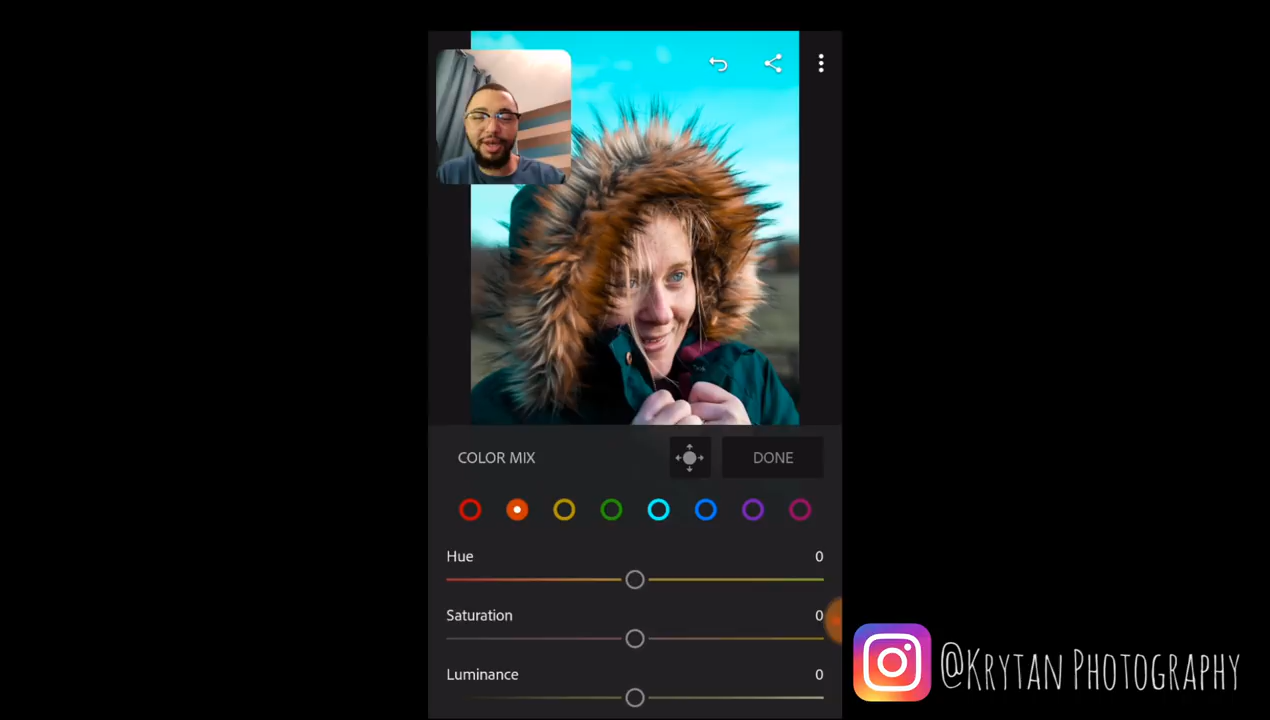 COLOR MIX
DONE
Hue
0
Saturation
0
Luminance
0
@Krytan Photography